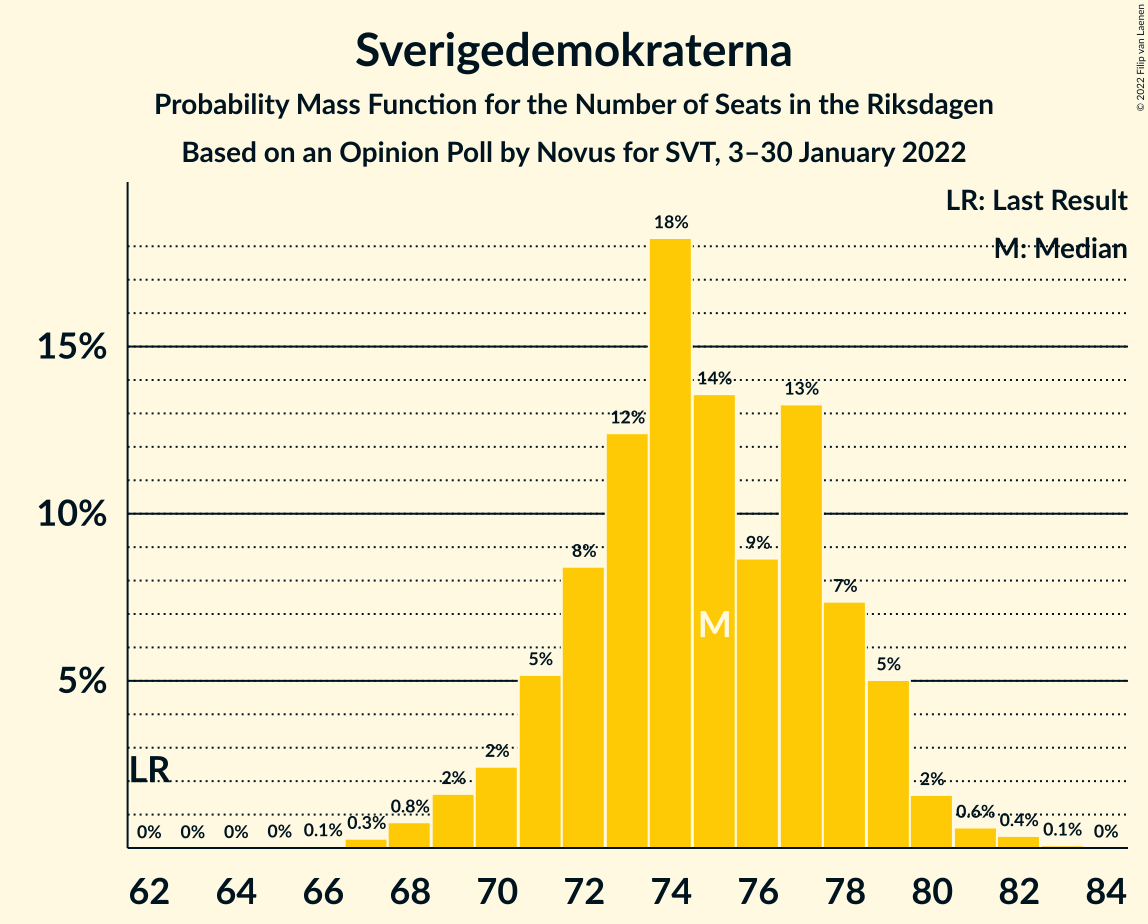 Sverigedemokraterna
Probability Mass Function for the Number of Seats in the Riksdagen
Based on an Opinion Poll by Novus for SVT, 3–30 January 2022
© 2022 Filip van Laenen
LR: Last Result
M: Median
15%
10%
5%
0% 0% 0% 0% 0.1% 0.3% 0.8% 2% 2% 5% 8% 12% 18% 14% 9% 13% 7% 5% 2% 0.6% 0.4% 0.1% 0%
M
LR
62 64 66 68 70 72 74 76 78 80 82 84